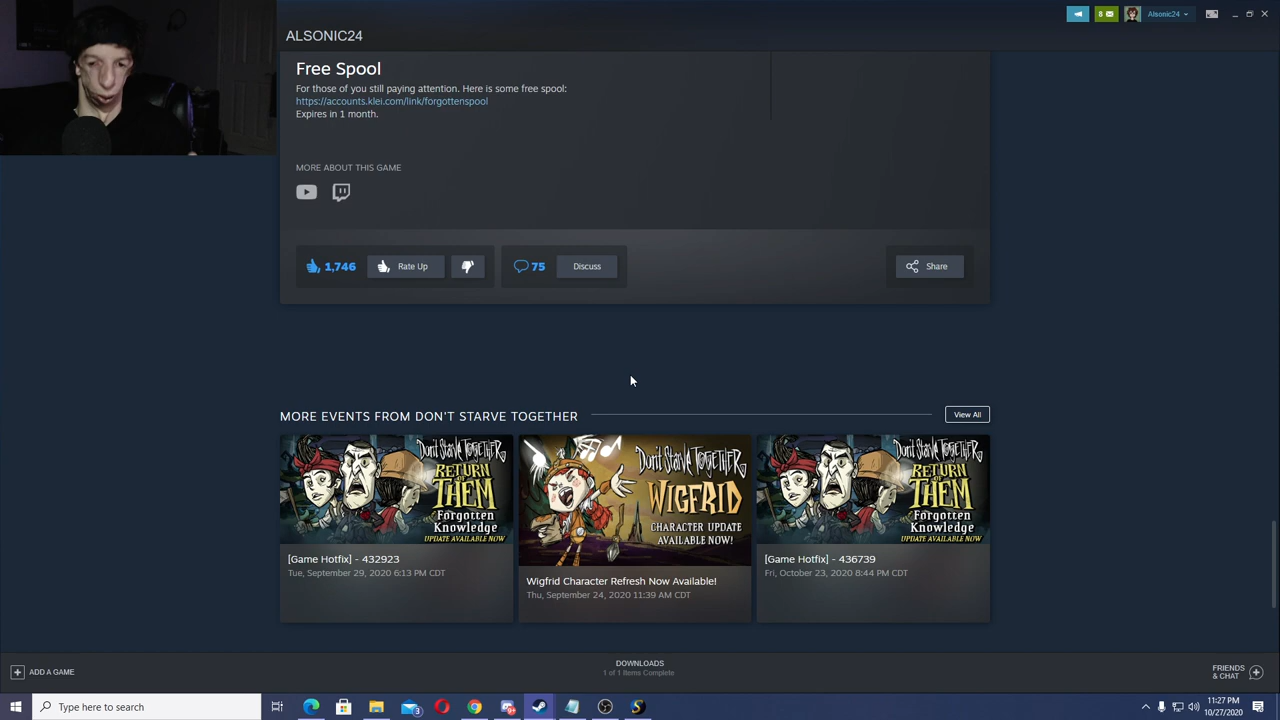 8
Alsonic24
ALSONIC24
Free Spool
For those of you still paying attention. Here is some free spool:
https://accounts.klei.com/link/forgottenspool
Expires in 1 month.
MORE ABOUT THIS GAME
1,746
Rate Up
75
Discuss
Share
MORE EVENTS FROM DON'T STARVE TOGETHER
View All
Don't Starve Together
RETURN
OF
THEM
Forgotten
Knowledge
UPDATE AVAILABLE NOW
Don't Starve Together
WIGFRID
CHARACTER UPDATE
AVAILABLE NOW!
Don't Starve Together
RETURN
OF
THEM
Forgotten
Knowledge
UPDATE AVAILABLE NOW
[Game Hotfix] - 432923
Tue, September 29, 2020 6:13 PM CDT
Wigfrid Character Refresh Now Available!
Thu, September 24, 2020 11:39 AM CDT
[Game Hotfix] - 436739
Fri, October 23, 2020 8:44 PM CDT
ADD A GAME
DOWNLOADS
1 of 1 Items Complete
FRIENDS
& CHAT
Type here to search
3
11:27 PM
10/27/2020